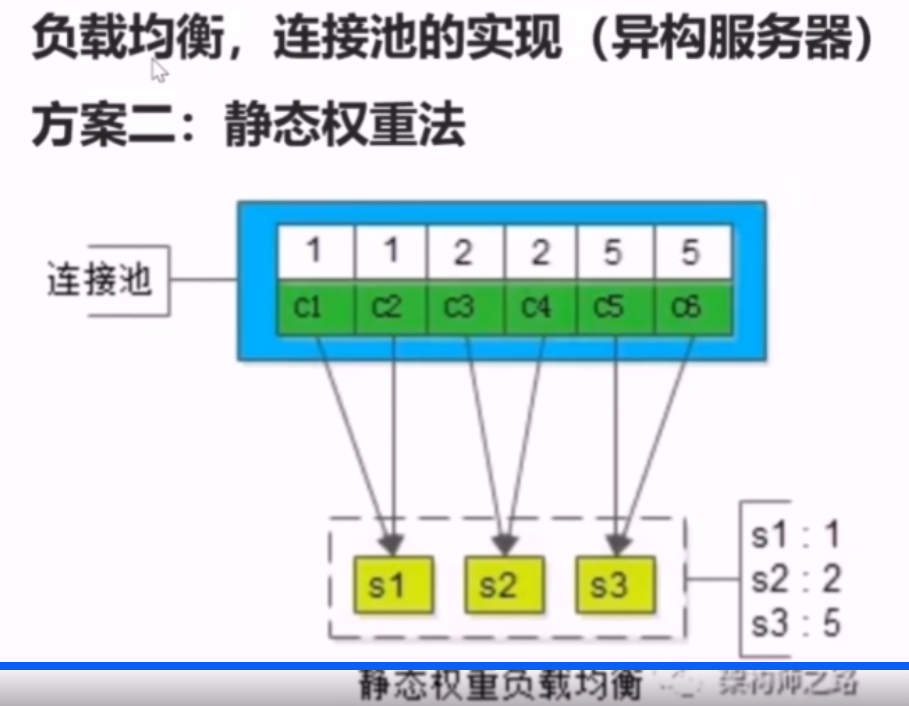 负载均衡，连接池的实现（异构服务器）
方案二：静态权重法
连接池
1 1 2 2 5 5
c1 c2 c3 c4 c5 c6
s1 s2 s3
s1：1
s2：2
s3：5
静态权重负载均衡
架构师之路